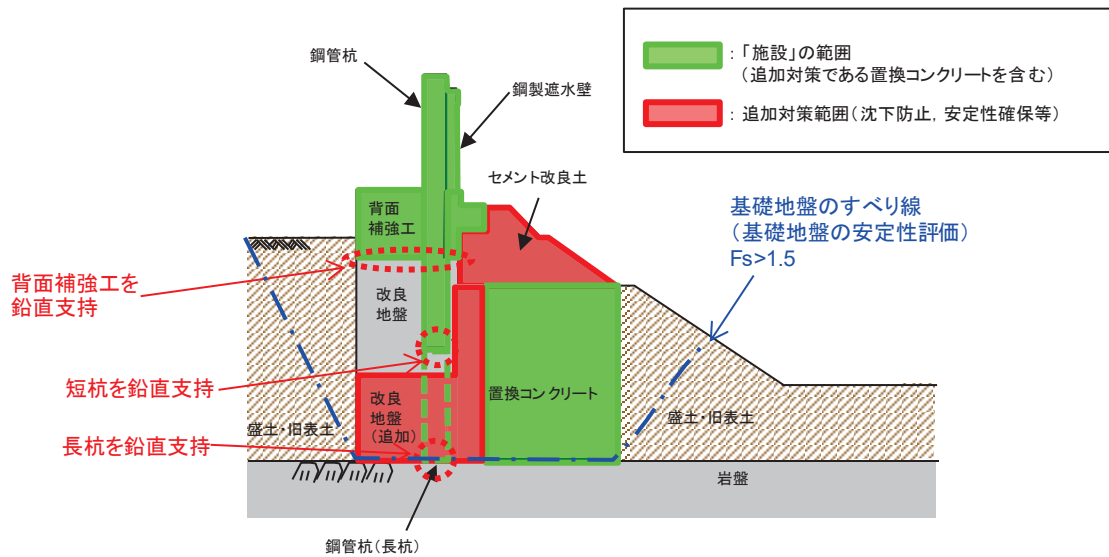 ：「施設」の範囲
（追加対策である置換コンクリートを含む）
：追加対策範囲（沈下防止，安定性確保等）
鋼管杭
鋼製遮水壁
セメント改良土
背面
補強工
基礎地盤のすべり線
（基礎地盤の安定性評価）
Fs>1.5
背面補強工を
鉛直支持
改良
地盤
短杭を鉛直支持
改良
地盤
（追加）
置換コンクリート
盛土・旧表土
盛土・旧表土
長杭を鉛直支持
岩盤
鋼管杭（長杭）